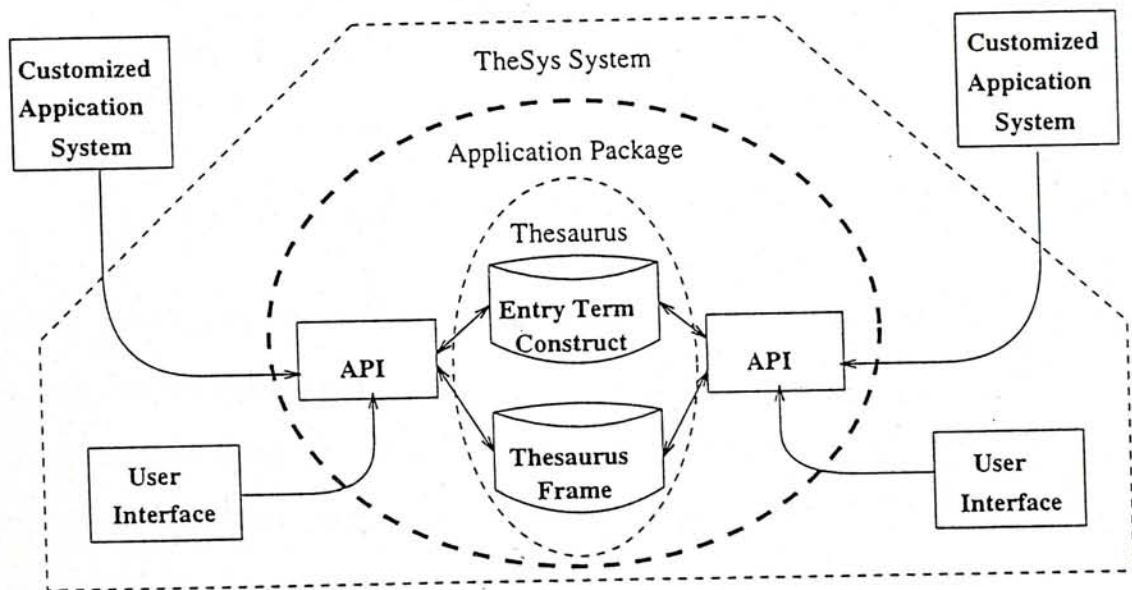 Customized
Appication
System
TheSys System
Customized
Appication
System
Application Package
Thesaurus
Entry Term
Construct
API
API
Thesaurus
Frame
User
Interface
User
Interface